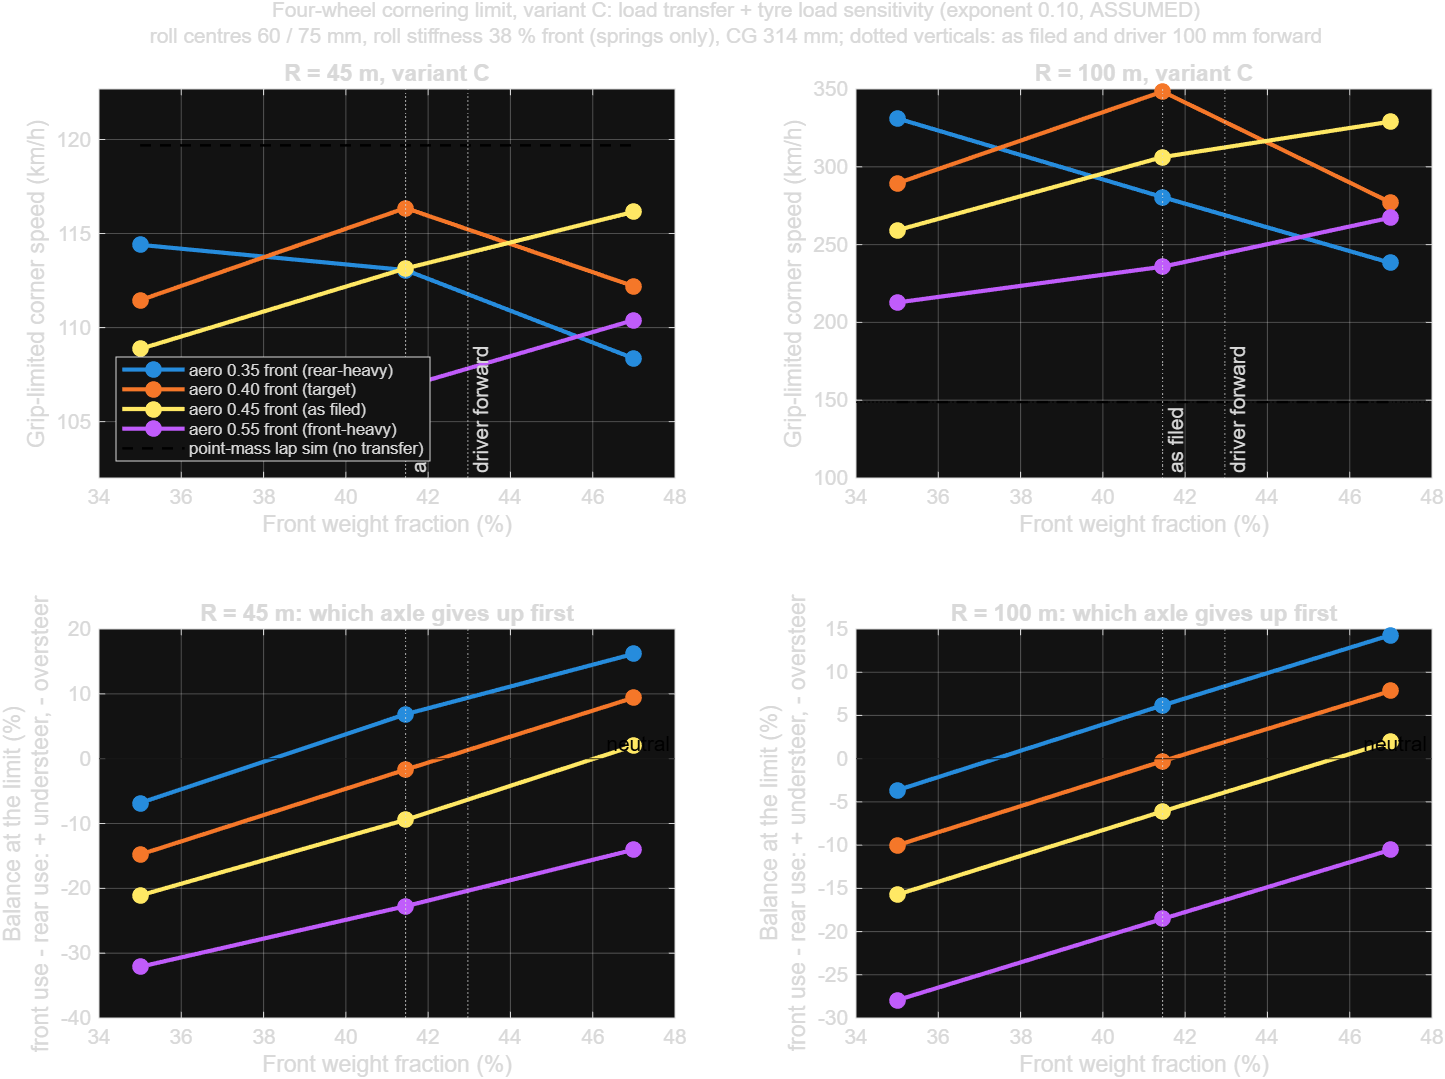 Four-wheel cornering limit, variant C: load transfer + tyre load sensitivity (exponent 0.10, ASSUMED)
roll centres 60 / 75 mm, roll stiffness 38 % front (springs only), CG 314 mm; dotted verticals: as filed and driver 100 mm forward
R = 45 m, variant C
Grip-limited corner speed (km/h)
120
115
110
105
aero 0.35 front (rear-heavy)
aero 0.40 front (target)
aero 0.45 front (as filed)
aero 0.55 front (front-heavy)
point-mass lap sim (no transfer)
a
driver forward
34 36 38 40 42 44 46 48
Front weight fraction (%)
R = 100 m, variant C
Grip-limited corner speed (km/h)
350
300
250
200
150
100
as filed
driver forward
34 36 38 40 42 44 46 48
Front weight fraction (%)
R = 45 m: which axle gives up first
Balance at the limit (%)
front use - rear use: + understeer, - oversteer
20
10
0
-10
-20
-30
-40
neutral
34 36 38 40 42 44 46 48
Front weight fraction (%)
R = 100 m: which axle gives up first
Balance at the limit (%)
front use - rear use: + understeer, - oversteer
15
10
5
0
-5
-10
-15
-20
-25
-30
neutral
34 36 38 40 42 44 46 48
Front weight fraction (%)